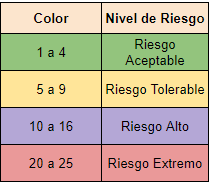 Color Nivel de Riesgo
1 a 4 Riesgo
Aceptable
5 a 9 Riesgo Tolerable
10 a 16 Riesgo Alto
20 a 25 Riesgo Extremo